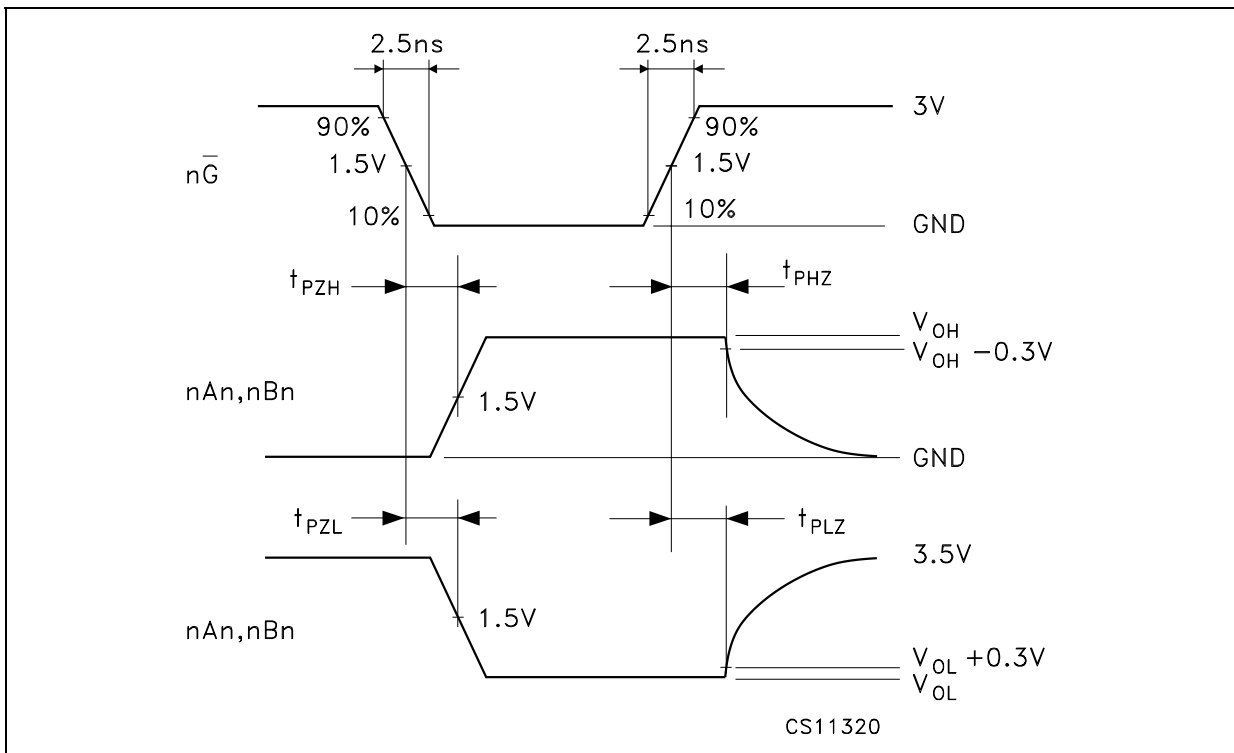 2.5ns 2.5ns
3V
90% 90%
nG̅ 1.5V 1.5V
10% 10%
GND
tPZH tPHZ
VOH
VOH −0.3V
nAn,nBn 1.5V
GND
tPZL tPLZ
3.5V
1.5V
nAn,nBn
VOL +0.3V
VOL
CS11320